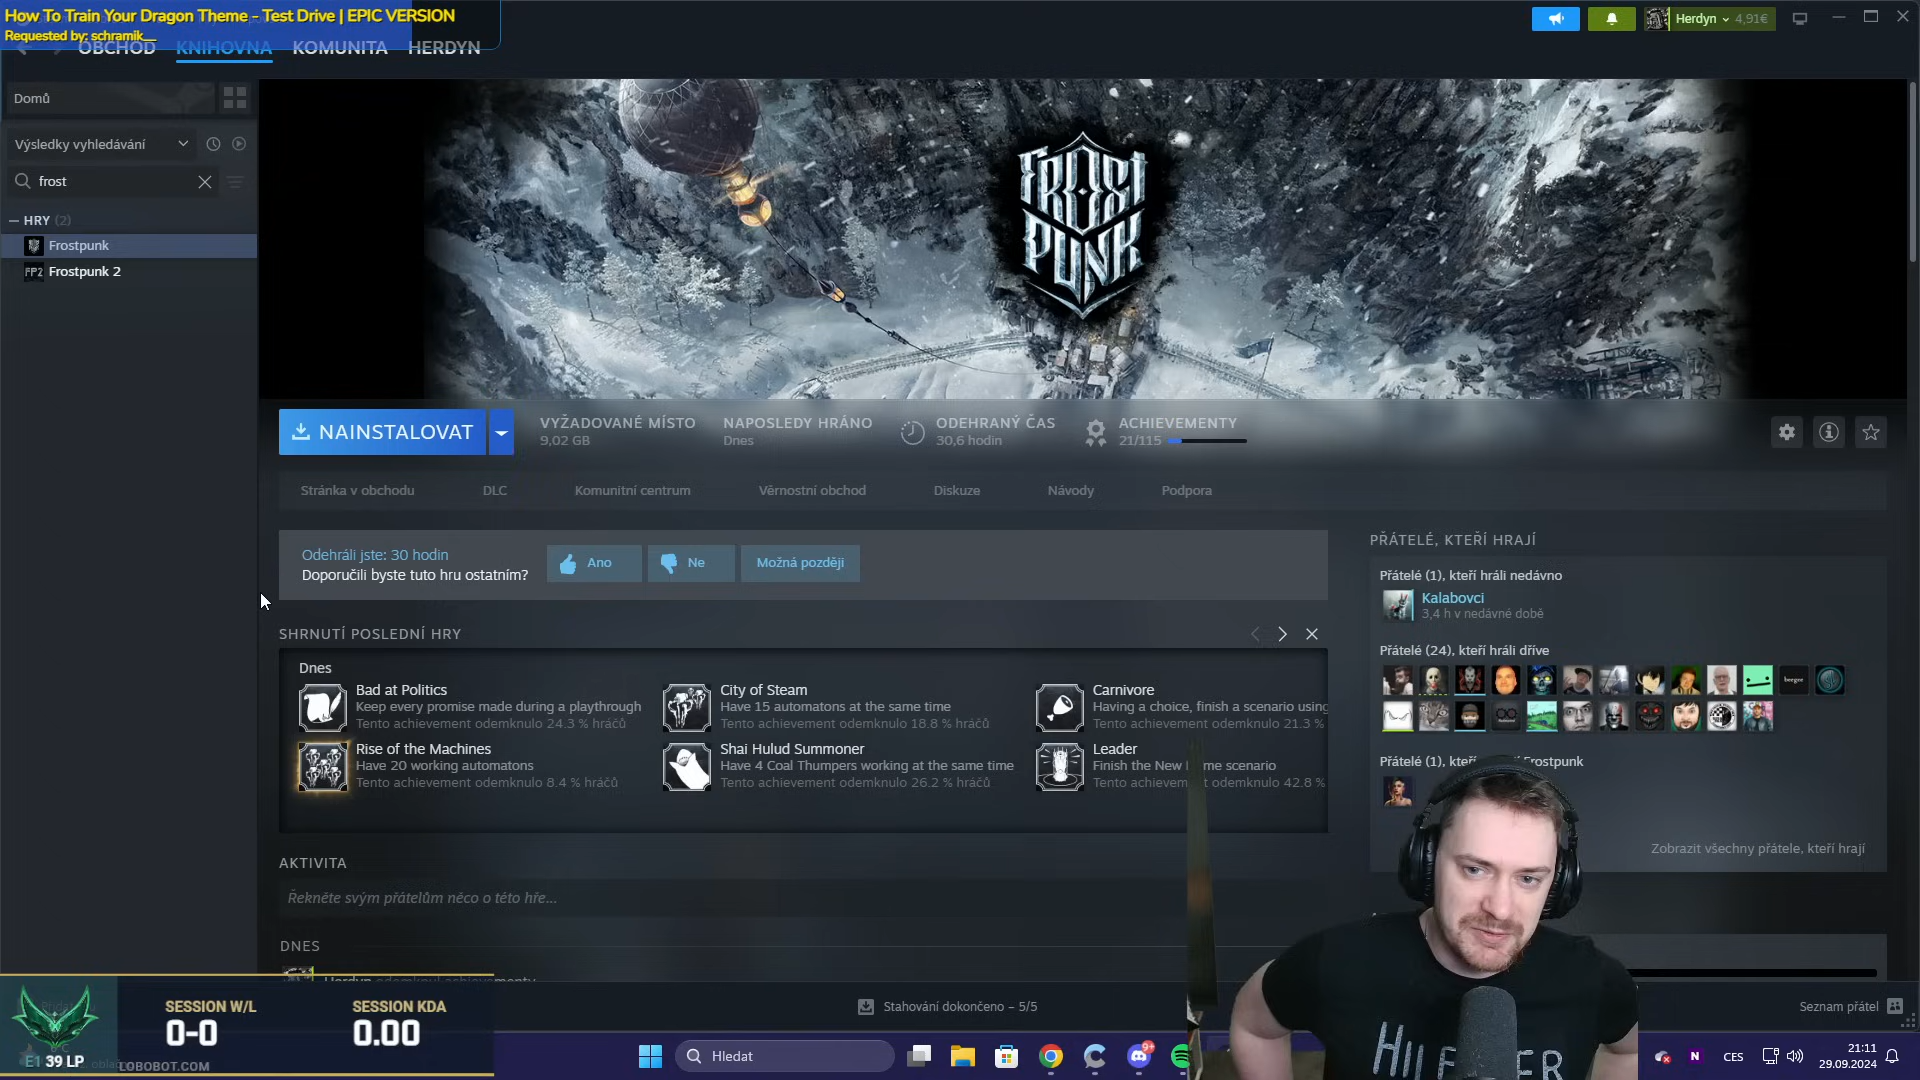 How To Train Your Dragon Theme - Test Drive | EPIC VERSION
Requested by: schramik__
OBCHOD KNIHOVNA KOMUNITA HERDYN
Herdyn 4,91€
Domů
Výsledky vyhledávání
frost
HRY (2)
Frostpunk
FP2 Frostpunk 2
FROST
PUNK
NAINSTALOVAT
VYŽADOVANÉ MÍSTO
9,02 GB
NAPOSLEDY HRÁNO
Dnes
ODEHRANÝ ČAS
30,6 hodin
ACHIEVEMENTY
21/115
Stránka v obchodu DLC Komunitní centrum Věrnostní obchod Diskuze Návody Podpora
Odehráli jste: 30 hodin
Doporučili byste tuto hru ostatním?
Ano Ne Možná později
SHRNUTÍ POSLEDNÍ HRY
Dnes
Bad at Politics
Keep every promise made during a playthrough
Tento achievement odemknulo 24.3 % hráčů
City of Steam
Have 15 automatons at the same time
Tento achievement odemknulo 18.8 % hráčů
Carnivore
Having a choice, finish a scenario using
Tento achievement odemknulo 21.3 %
Rise of the Machines
Have 20 working automatons
Tento achievement odemknulo 8.4 % hráčů
Shai Hulud Summoner
Have 4 Coal Thumpers working at the same time
Tento achievement odemknulo 26.2 % hráčů
Leader
Finish the New scenario
Tento achievement odemknulo 42.8 %
AKTIVITA
Řekněte svým přátelům něco o této hře...
DNES
PŘÁTELÉ, KTEŘÍ HRAJÍ
Přátelé (1), kteří hráli nedávno
Kalabovci
3,4 h v nedávné době
Přátelé (24), kteří hráli dříve
Přátelé (1), Frostpunk
Zobrazit všechny přátele, kteří hrají
Stahování dokončeno – 5/5
Seznam přátel
SESSION W/L
0-0
SESSION KDA
0.00
E1 39 LP
LOBOBOT.COM
Hledat
9+
CES
21:11
29.09.2024